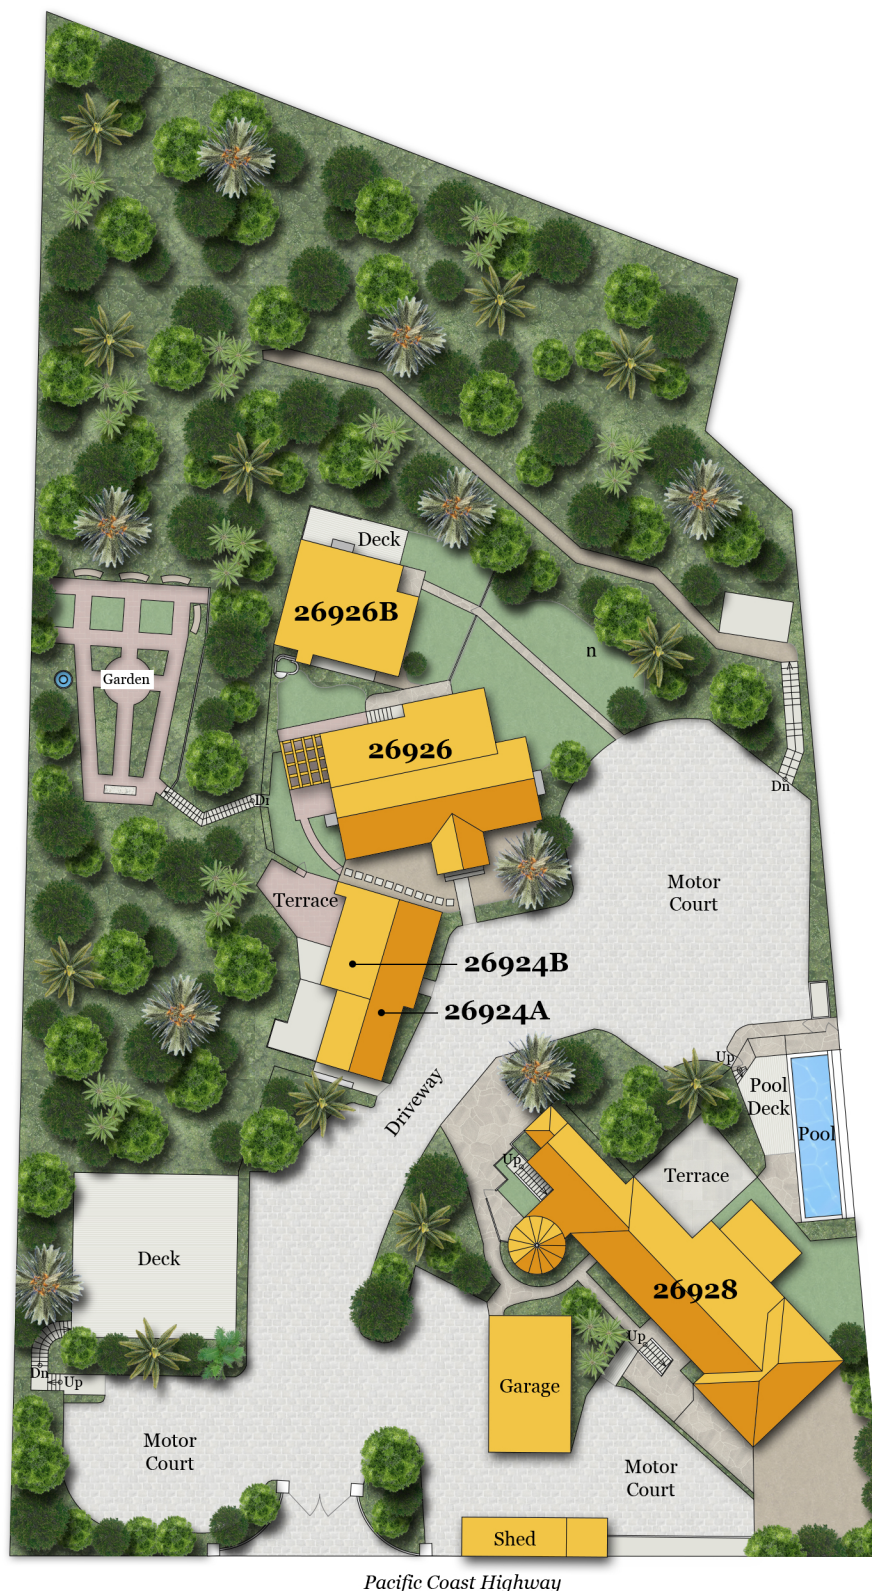 Deck
26926B
n
Garden
26926
Dn
Dn
Motor
Court
Terrace
26924B
26924A
Up
Pool
Deck
Driveway
Pool
Up
Terrace
Deck
26928
Up
Dn
Up
Garage
Motor
Court
Motor
Court
Shed
Pacific Coast Highway